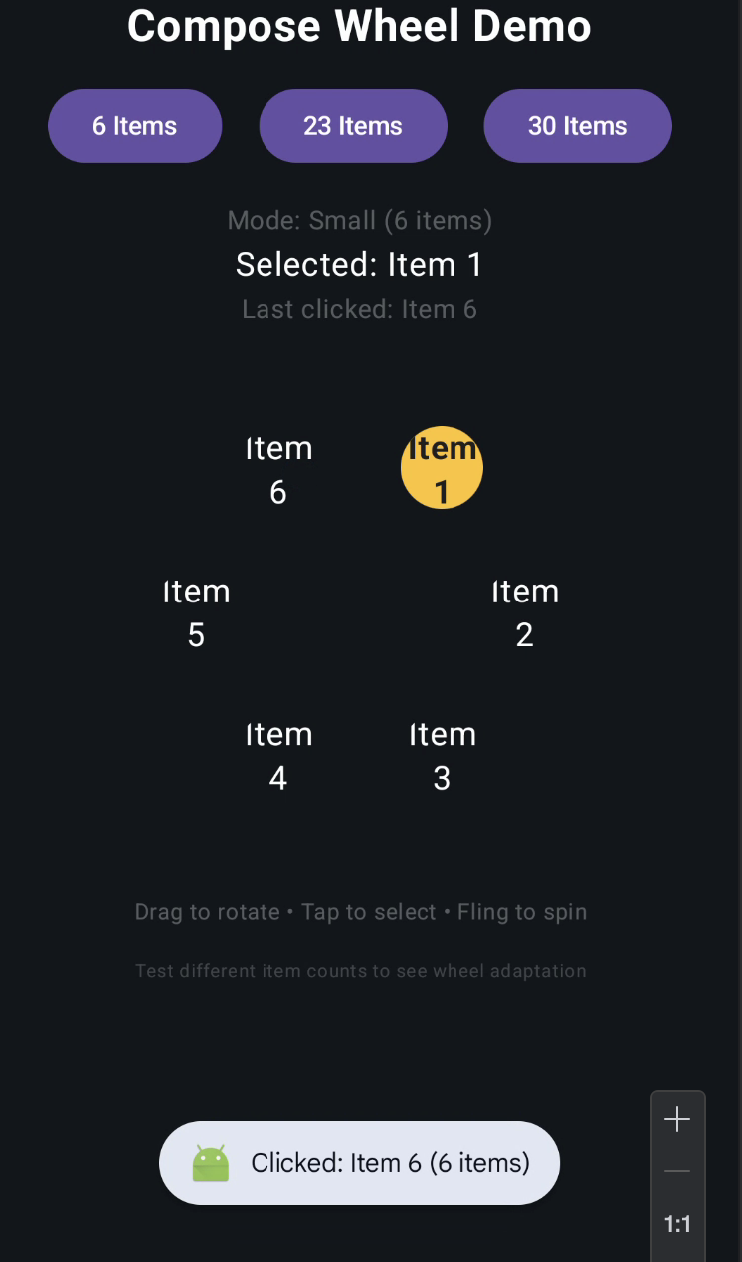 Compose Wheel Demo
6 Items
23 Items
30 Items
Mode: Small (6 items)
Selected: Item 1
Last clicked: Item 6
Item
6
Item
1
Item
5
Item
2
Item
4
Item
3
Drag to rotate • Tap to select • Fling to spin
Test different item counts to see wheel adaptation
Clicked: Item 6 (6 items)
1:1